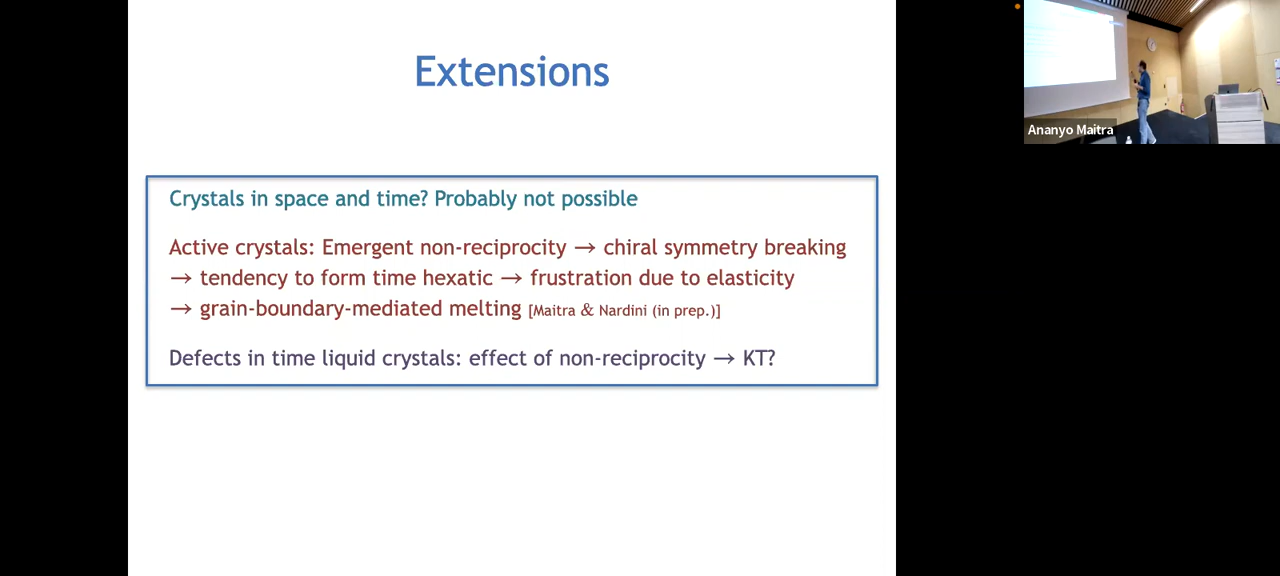 Extensions
Ananyo Maitra
Crystals in space and time? Probably not possible
Active crystals: Emergent non-reciprocity → chiral symmetry breaking
→ tendency to form time hexatic → frustration due to elasticity
→ grain-boundary-mediated melting [Maitra & Nardini (in prep.)]
Defects in time liquid crystals: effect of non-reciprocity → KT?